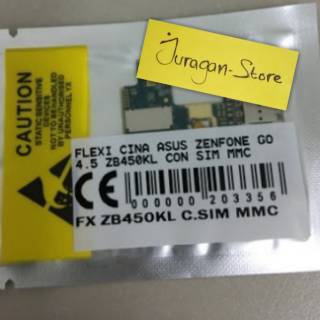 Juragan-Store
CAUTION
STATIC SENSITIVE
DEVICES
NOT TO BE HANDLED
BY UNAUTHORISED
PERSONNEL
FLEXI CINA ASUS ZENFONE GO
4.5 ZB450KL CON SIM MMC
CE
000000 203356
FX ZB450KL C.SIM MMC